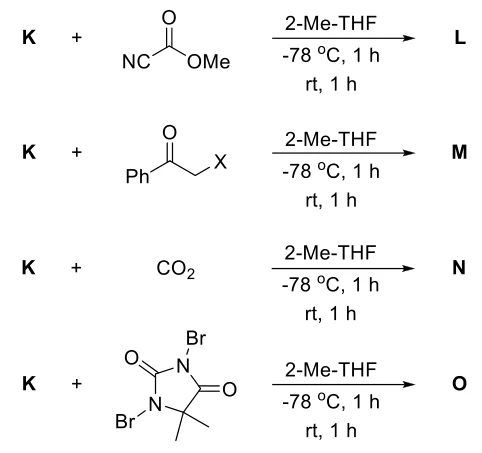 K + NC O OMe 2-Me-THF -78 °C, 1 h rt, 1 h L
K + Ph O X 2-Me-THF -78 °C, 1 h rt, 1 h M
K + CO2 2-Me-THF -78 °C, 1 h rt, 1 h N
K + O Br N N O Br 2-Me-THF -78 °C, 1 h rt, 1 h O